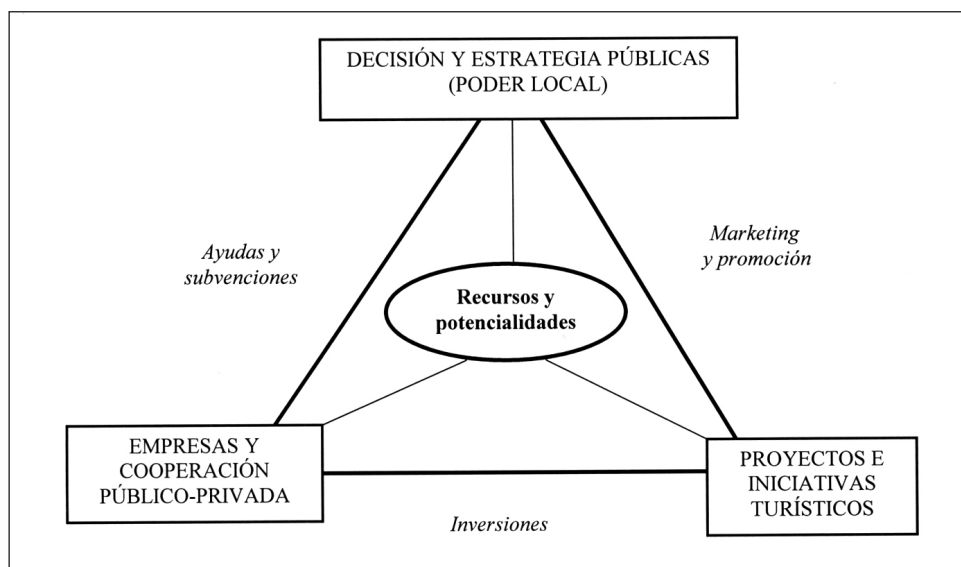 DECISIÓN Y ESTRATEGIA PÚBLICAS
(PODER LOCAL)
Ayudas y
subvenciones
Marketing
y promoción
Recursos y
potencialidades
EMPRESAS Y
COOPERACIÓN
PÚBLICO-PRIVADA
PROYECTOS E
INICIATIVAS
TURÍSTICOS
Inversiones